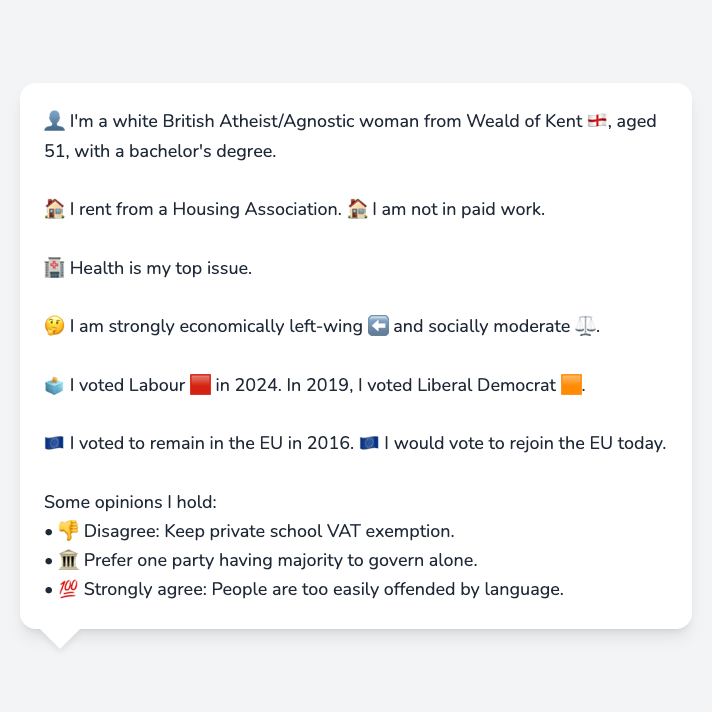 👤 I'm a white British Atheist/Agnostic woman from Weald of Kent 🏴󠁧󠁢󠁥󠁮󠁧󠁿, aged
51, with a bachelor's degree.
🏠 I rent from a Housing Association. 🏠 I am not in paid work.
🏥 Health is my top issue.
🤔 I am strongly economically left-wing ⬅️ and socially moderate ⚖️.
🗳️ I voted Labour 🟥 in 2024. In 2019, I voted Liberal Democrat 🟧.
🇪🇺 I voted to remain in the EU in 2016. 🇪🇺 I would vote to rejoin the EU today.
Some opinions I hold:
• 👎 Disagree: Keep private school VAT exemption.
• 🏛️ Prefer one party having majority to govern alone.
• 💯 Strongly agree: People are too easily offended by language.